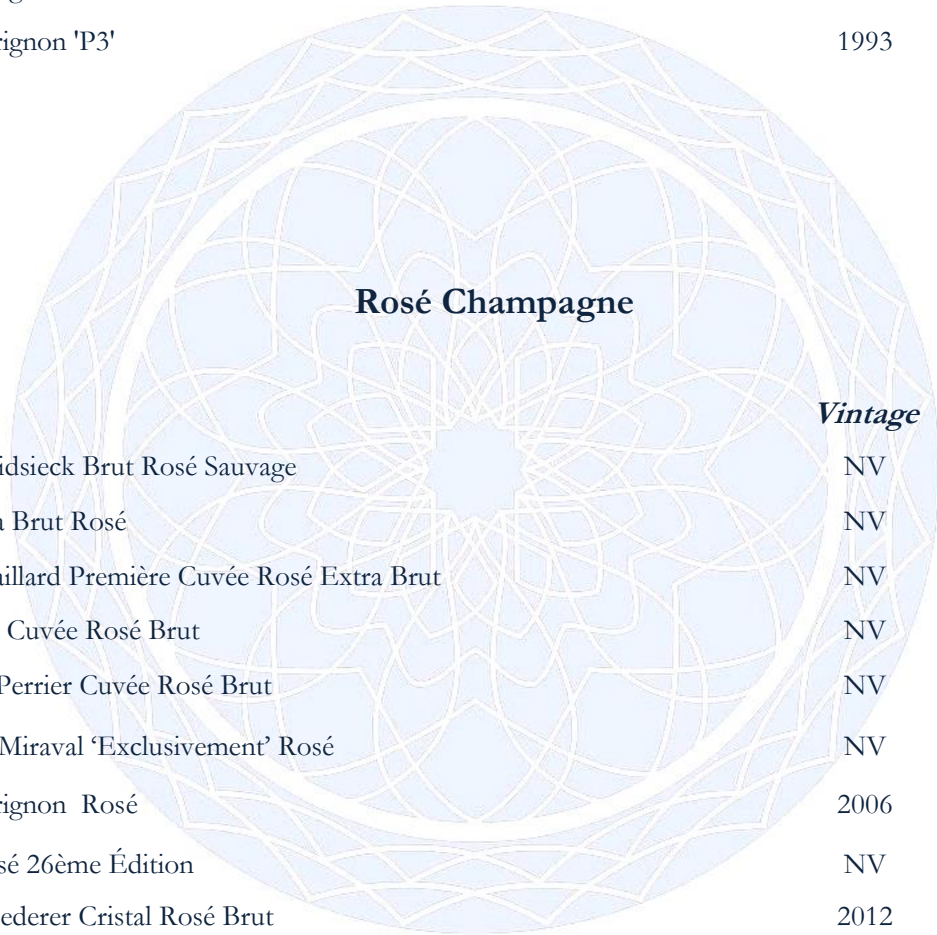 rignon 'P3' 1993
Rosé Champagne
Vintage
idsieck Brut Rosé Sauvage NV
a Brut Rosé NV
aillard Première Cuvée Rosé Extra Brut NV
Cuvée Rosé Brut NV
Perrier Cuvée Rosé Brut NV
Miraval ‘Exclusivement’ Rosé NV
rignon Rosé 2006
sé 26ème Édition NV
ederer Cristal Rosé Brut 2012